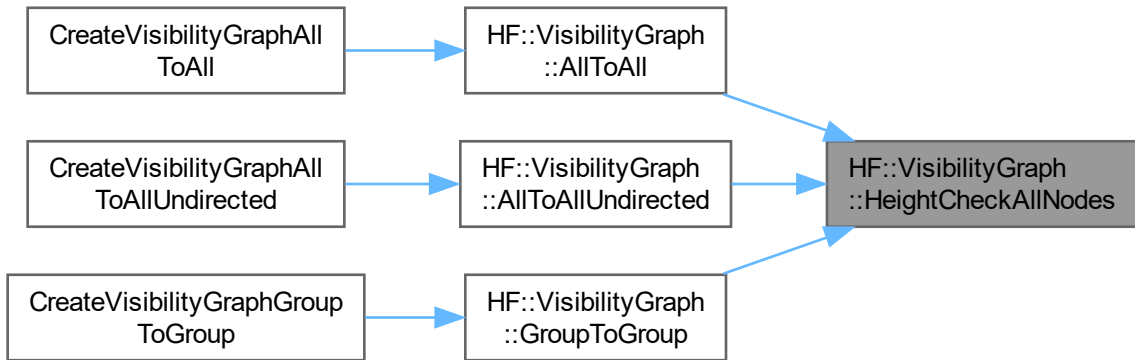 CreateVisibilityGraphAll
ToAll
HF::VisibilityGraph
::AllToAll
CreateVisibilityGraphAll
ToAllUndirected
HF::VisibilityGraph
::AllToAllUndirected
HF::VisibilityGraph
::HeightCheckAllNodes
CreateVisibilityGraphGroup
ToGroup
HF::VisibilityGraph
::GroupToGroup